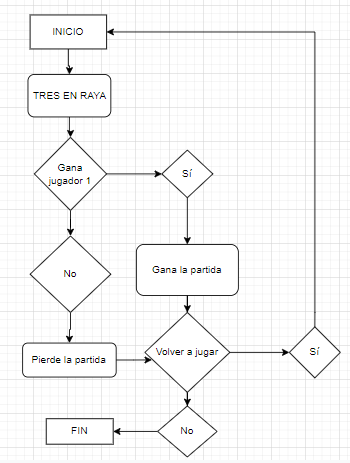 INICIO
TRES EN RAYA
Gana
jugador 1
Sí
No
Gana la partida
Pierde la partida
Volver a jugar
Sí
FIN
No